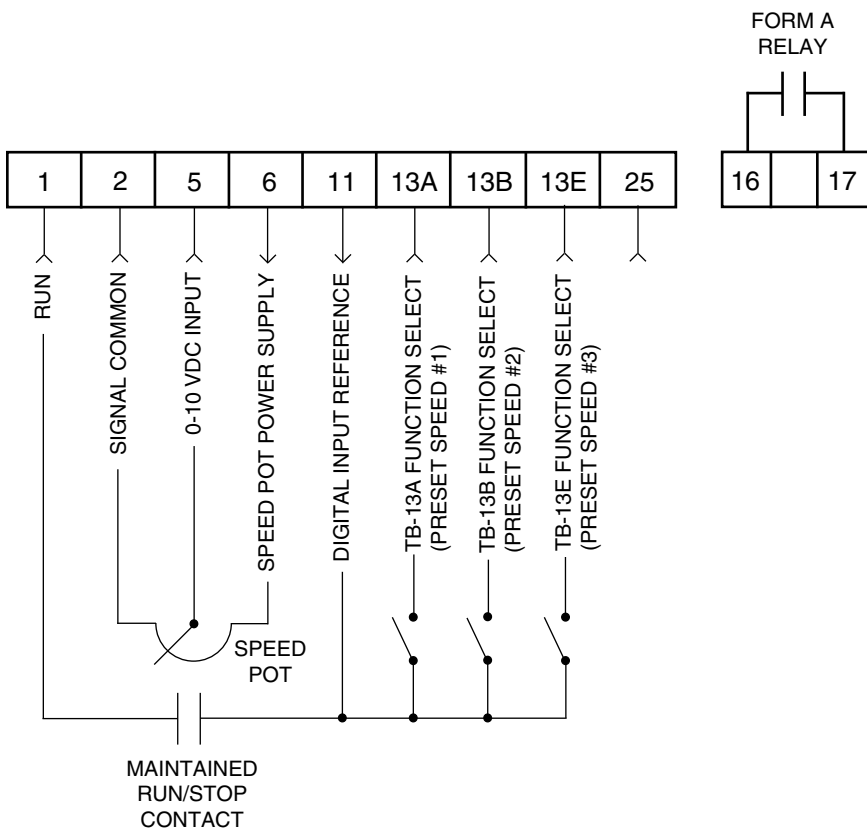 FORM A
RELAY
1 2 5 6 11 13A 13B 13E 25 16 17
RUN
SIGNAL COMMON
0-10 VDC INPUT
SPEED POT POWER SUPPLY
DIGITAL INPUT REFERENCE
TB-13A FUNCTION SELECT
(PRESET SPEED #1)
TB-13B FUNCTION SELECT
(PRESET SPEED #2)
TB-13E FUNCTION SELECT
(PRESET SPEED #3)
SPEED
POT
MAINTAINED
RUN/STOP
CONTACT